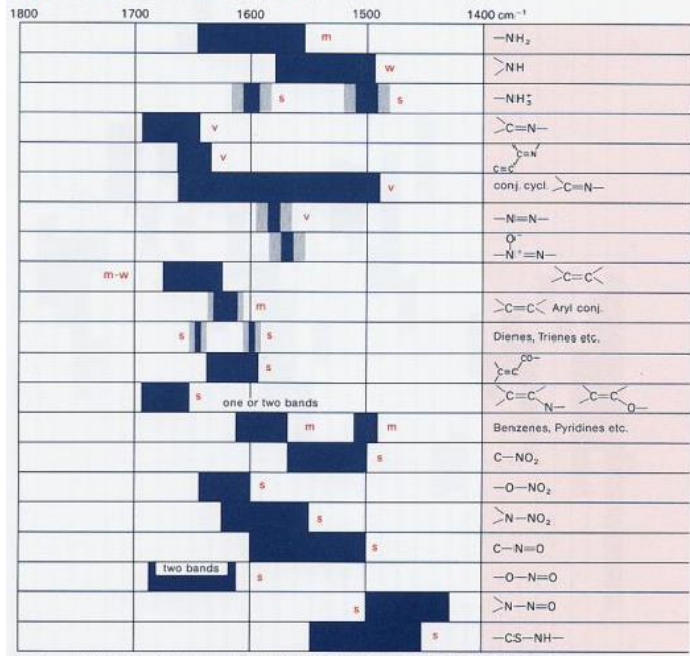 1800 1700 1600 1500 1400 cm⁻¹
m —NH₂
w >NH
s s —NH₃⁺
v >C=N—
v C=C C=N
v conj. cycl. >C=N—
v —N=N—
O⁻
—N⁺=N—
m-w >C=C<
m >C=C< Aryl conj.
s s Dienes, Trienes etc.
s C=C CO—
s one or two bands >C=C< N— >C=C< O—
m m Benzenes, Pyridines etc.
s C—NO₂
s —O—NO₂
s >N—NO₂
s C—N=O
two bands s —O—N=O
s >N—N=O
s —CS—NH—